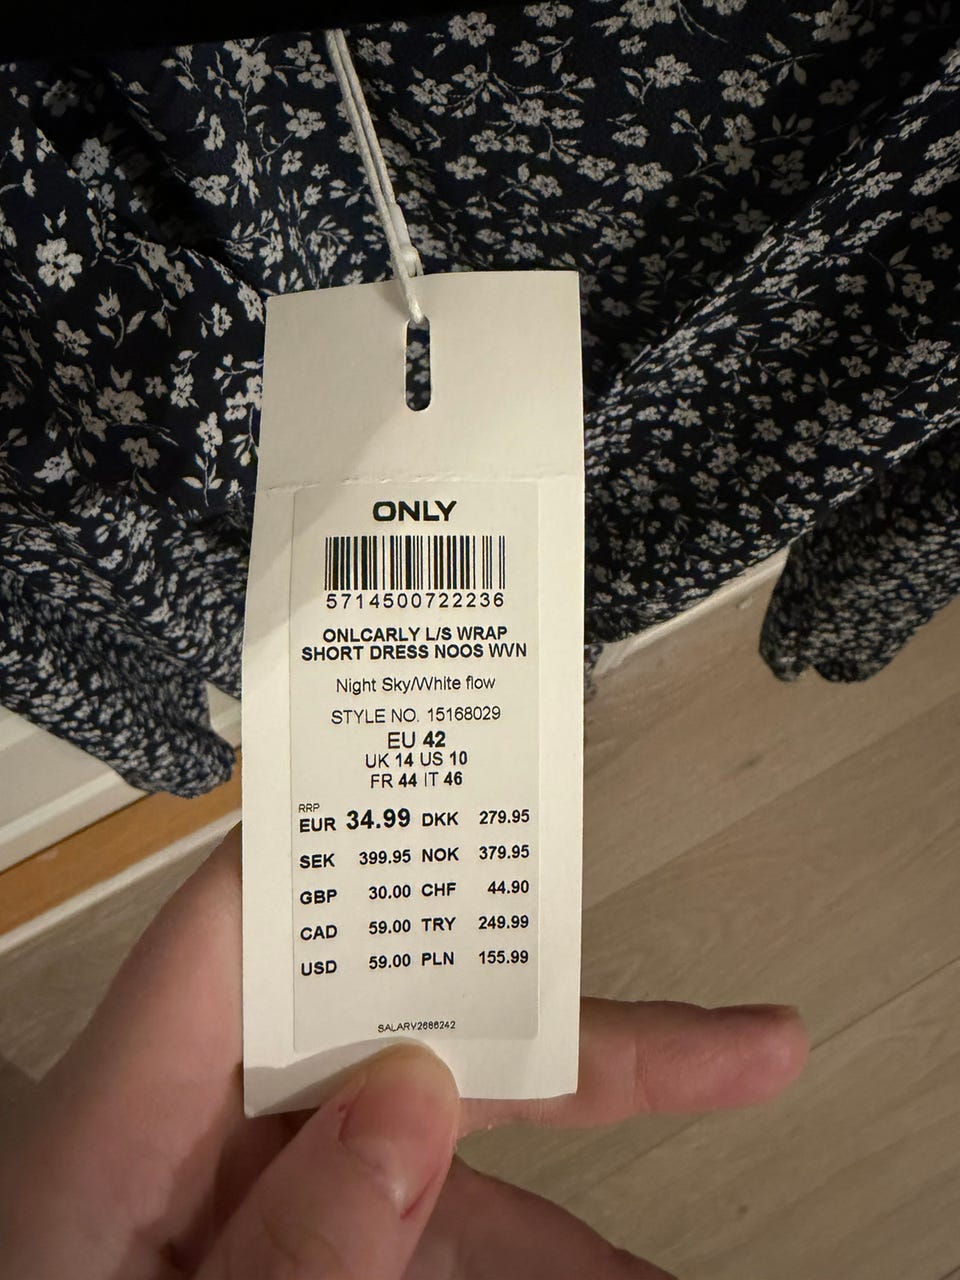 ONLY
5714500722236
ONLCARLY L/S WRAP
SHORT DRESS NOOS WVN
Night Sky/White flow
STYLE NO. 15168029
EU 42
UK 14 US 10
FR 44 IT 46
RRP
EUR 34.99 DKK 279.95
SEK 399.95 NOK 379.95
GBP 30.00 CHF 44.90
CAD 59.00 TRY 249.99
USD 59.00 PLN 155.99